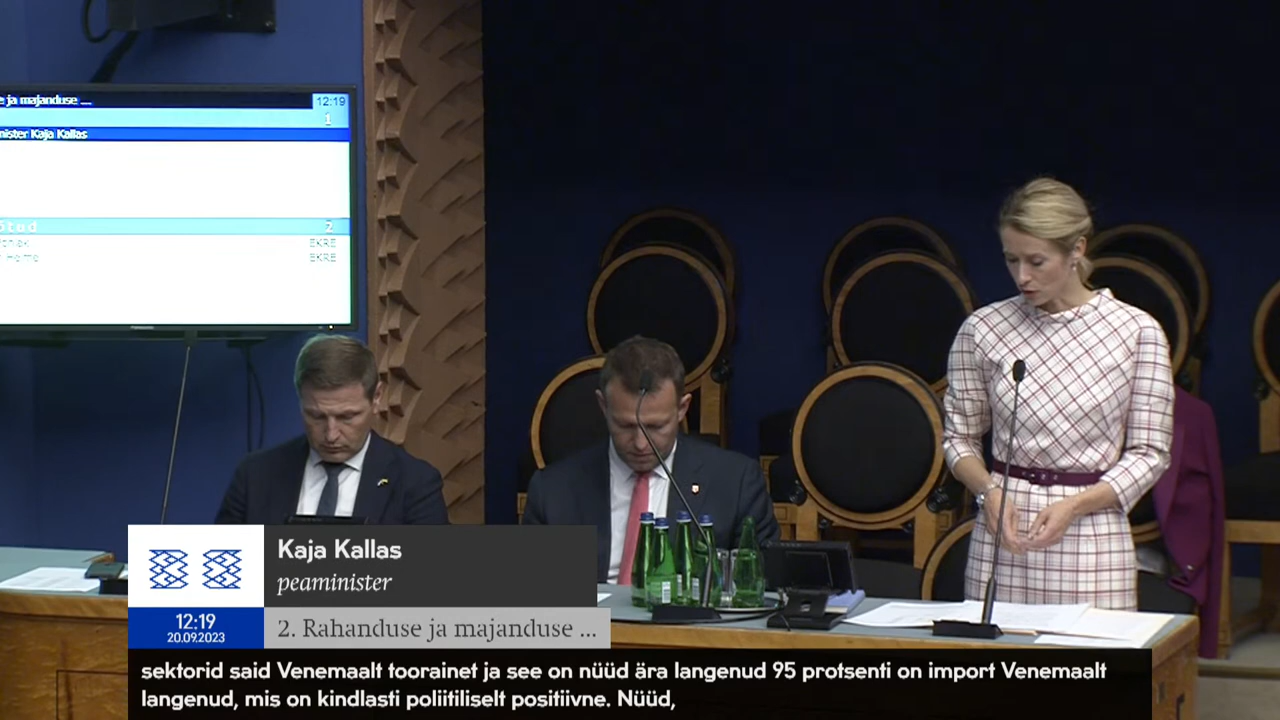 ja majanduse ...
12:19
1
Kaja Kallas
2
EKRE
EKRE
Kaja Kallas
peaminister
12:19
20.09.2023
2. Rahanduse ja majanduse ...
sektorid said Venemaalt toorainet ja see on nüüd ära langenud 95 protsenti on import Venemaalt
langenud, mis on kindlasti poliitiliselt positiivne. Nüüd,